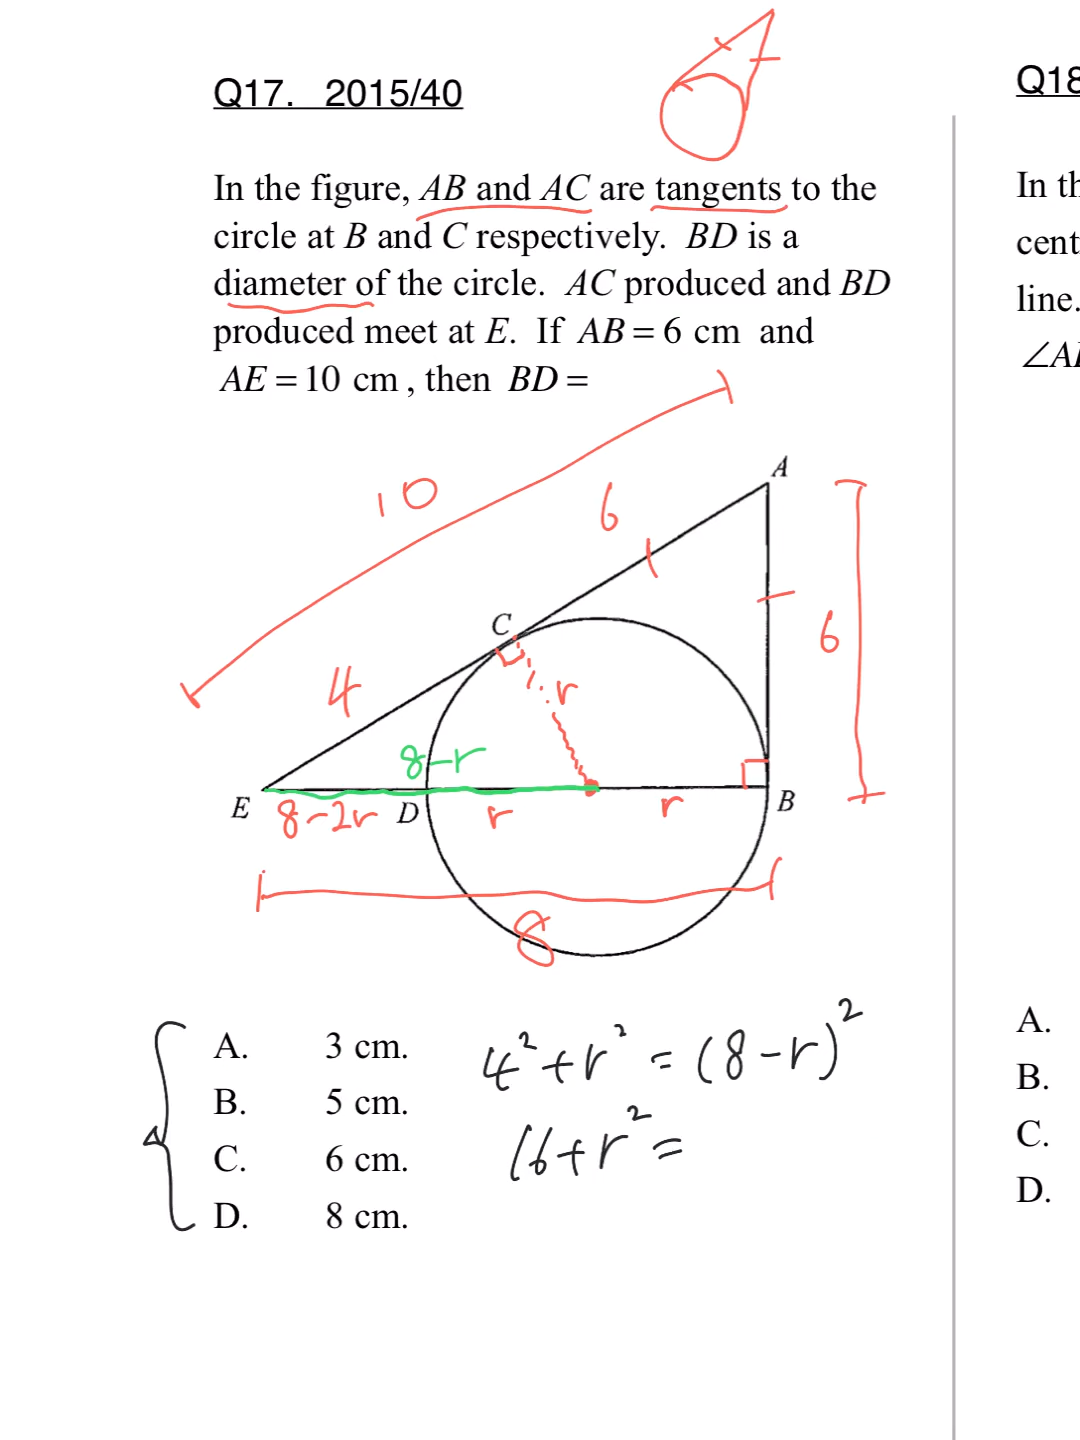 Q17. 2015/40
In the figure, AB and AC are tangents to the
circle at B and C respectively. BD is a
diameter of the circle. AC produced and BD
produced meet at E. If AB = 6 cm and
AE = 10 cm, then BD =
10
6
A
6
C
4
r
8-r
E
8-2r
D
r
r
B
8
A. 3 cm.
B. 5 cm.
C. 6 cm.
D. 8 cm.
4² + r² = (8-r)²
16 + r² =
Q18
In th
cent
line.
∠AE
A.
B.
C.
D.